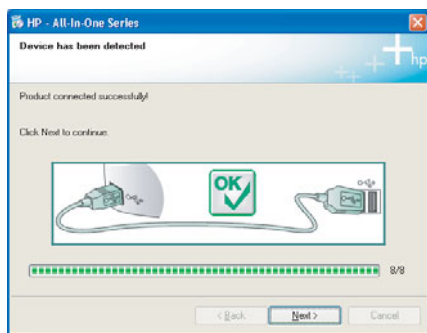 HP - All-In-One Series
Device has been detected
hp
Product connected successfully!
Click Next to continue.
OK
8/8
< Back Next > Cancel